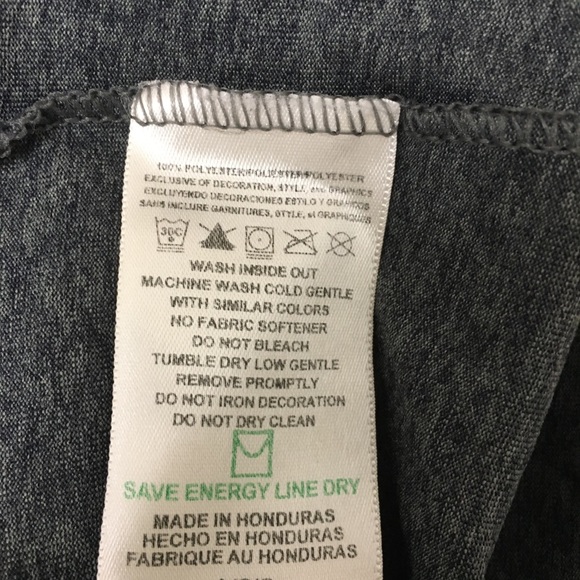 100% POLYESTER/POLIESTER/POLYESTER
EXCLUSIVE OF DECORATION, STYLE, and GRAPHICS
EXCLUYENDO DECORACIONES ESTILO Y GRAFICOS
SANS INCLURE GARNITURES, STYLE, et GRAPHIQUES
30C
WASH INSIDE OUT
MACHINE WASH COLD GENTLE
WITH SIMILAR COLORS
NO FABRIC SOFTENER
DO NOT BLEACH
TUMBLE DRY LOW GENTLE
REMOVE PROMPTLY
DO NOT IRON DECORATION
DO NOT DRY CLEAN
SAVE ENERGY LINE DRY
MADE IN HONDURAS
HECHO EN HONDURAS
FABRIQUE AU HONDURAS